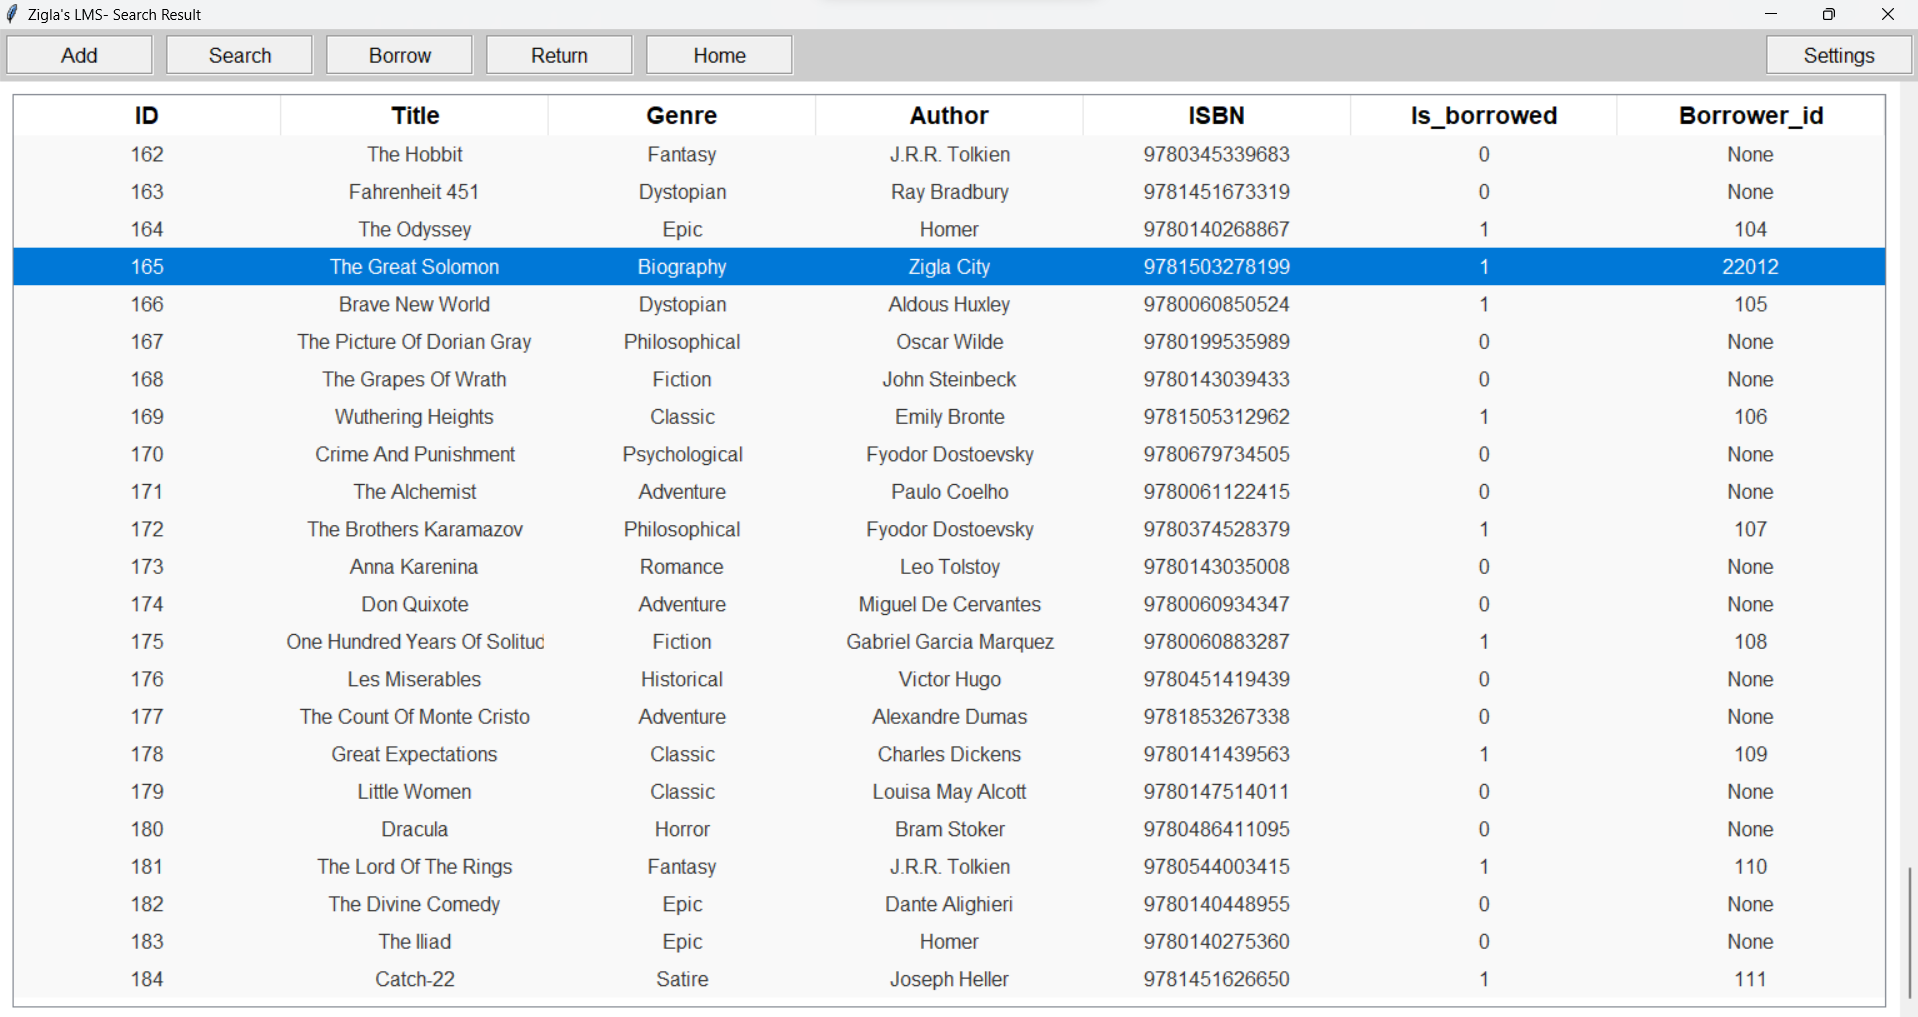 Zigla's LMS- Search Result
Add Search Borrow Return Home Settings
ID Title Genre Author ISBN Is_borrowed Borrower_id
162 The Hobbit Fantasy J.R.R. Tolkien 9780345339683 0 None
163 Fahrenheit 451 Dystopian Ray Bradbury 9781451673319 0 None
164 The Odyssey Epic Homer 9780140268867 1 104
165 The Great Solomon Biography Zigla City 9781503278199 1 22012
166 Brave New World Dystopian Aldous Huxley 9780060850524 1 105
167 The Picture Of Dorian Gray Philosophical Oscar Wilde 9780199535989 0 None
168 The Grapes Of Wrath Fiction John Steinbeck 9780143039433 0 None
169 Wuthering Heights Classic Emily Bronte 9781505312962 1 106
170 Crime And Punishment Psychological Fyodor Dostoevsky 9780679734505 0 None
171 The Alchemist Adventure Paulo Coelho 9780061122415 0 None
172 The Brothers Karamazov Philosophical Fyodor Dostoevsky 9780374528379 1 107
173 Anna Karenina Romance Leo Tolstoy 9780143035008 0 None
174 Don Quixote Adventure Miguel De Cervantes 9780060934347 0 None
175 One Hundred Years Of Solitud Fiction Gabriel Garcia Marquez 9780060883287 1 108
176 Les Miserables Historical Victor Hugo 9780451419439 0 None
177 The Count Of Monte Cristo Adventure Alexandre Dumas 9781853267338 0 None
178 Great Expectations Classic Charles Dickens 9780141439563 1 109
179 Little Women Classic Louisa May Alcott 9780147514011 0 None
180 Dracula Horror Bram Stoker 9780486411095 0 None
181 The Lord Of The Rings Fantasy J.R.R. Tolkien 9780544003415 1 110
182 The Divine Comedy Epic Dante Alighieri 9780140448955 0 None
183 The Iliad Epic Homer 9780140275360 0 None
184 Catch-22 Satire Joseph Heller 9781451626650 1 111